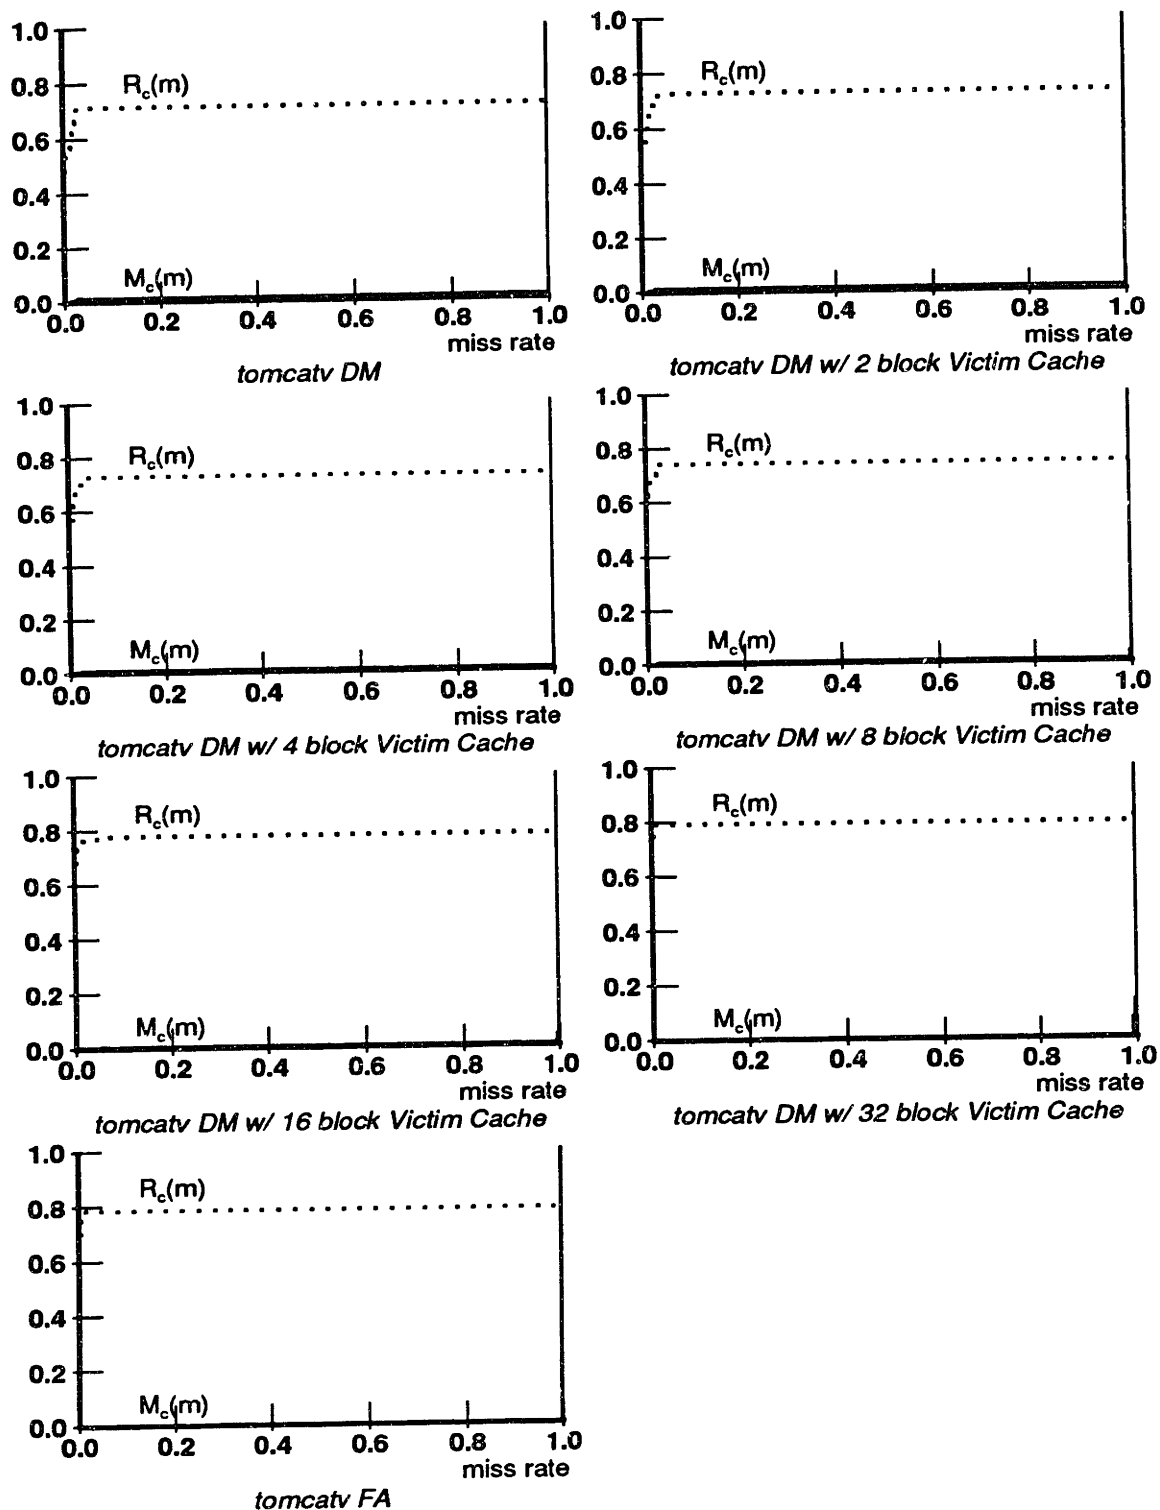 1.0
0.8
R_c(m)
0.6
0.4
0.2
M_c(m)
0.0
0.0 0.2 0.4 0.6 0.8 1.0
miss rate
tomcatv DM
1.0
0.8
R_c(m)
0.6
0.4
0.2
M_c(m)
0.0
0.0 0.2 0.4 0.6 0.8 1.0
miss rate
tomcatv DM w/ 2 block Victim Cache
1.0
0.8
R_c(m)
0.6
0.4
0.2
M_c(m)
0.0
0.0 0.2 0.4 0.6 0.8 1.0
miss rate
tomcatv DM w/ 4 block Victim Cache
1.0
0.8
R_c(m)
0.6
0.4
0.2
M_c(m)
0.0
0.0 0.2 0.4 0.6 0.8 1.0
miss rate
tomcatv DM w/ 8 block Victim Cache
1.0
R_c(m)
0.8
0.6
0.4
0.2
M_c(m)
0.0
0.0 0.2 0.4 0.6 0.8 1.0
miss rate
tomcatv DM w/ 16 block Victim Cache
1.0
R_c(m)
0.8
0.6
0.4
0.2
M_c(m)
0.0
0.0 0.2 0.4 0.6 0.8 1.0
miss rate
tomcatv DM w/ 32 block Victim Cache
1.0
R_c(m)
0.8
0.6
0.4
0.2
M_c(m)
0.0
0.0 0.2 0.4 0.6 0.8 1.0
miss rate
tomcatv FA